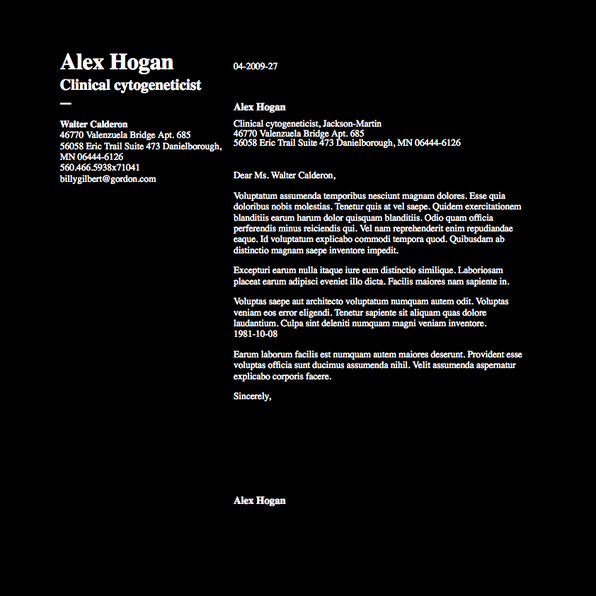 Alex Hogan
Clinical cytogeneticist
Walter Calderon
46770 Valenzuela Bridge Apt. 685
56058 Eric Trail Suite 473 Danielborough,
MN 06444-6126
560.466.5938x71041
billygilbert@gordon.com
04-2009-27
Alex Hogan
Clinical cytogeneticist, Jackson-Martin
46770 Valenzuela Bridge Apt. 685
56058 Eric Trail Suite 473 Danielborough, MN 06444-6126
Dear Ms. Walter Calderon,
Voluptatum assumenda temporibus nesciunt magnam dolores. Esse quia
doloribus nobis molestias. Tenetur quis at vel saepe. Quidem exercitationem
blanditiis earum harum dolor quisquam blanditiis. Odio quam officia
perferendis minus reiciendis qui. Vel nam reprehenderit enim repudiandae
eaque. Id voluptatum explicabo commodi tempora quod. Quibusdam ab
distinctio magnam saepe inventore impedit.
Excepturi earum nulla itaque iure eum distinctio similique. Laboriosam
placeat earum adipisci eveniet illo dicta. Facilis maiores nam sapiente in.
Voluptas saepe aut architecto voluptatum numquam autem odit. Voluptas
veniam eos error eligendi. Tenetur sapiente sit aliquam quas dolore
laudantium. Culpa sint deleniti numquam magni veniam inventore.
1981-10-08
Earum laborum facilis est numquam autem maiores deserunt. Provident esse
voluptas officia sunt ducimus assumenda nihil. Velit assumenda aspernatur
explicabo corporis facere.
Sincerely,
Alex Hogan